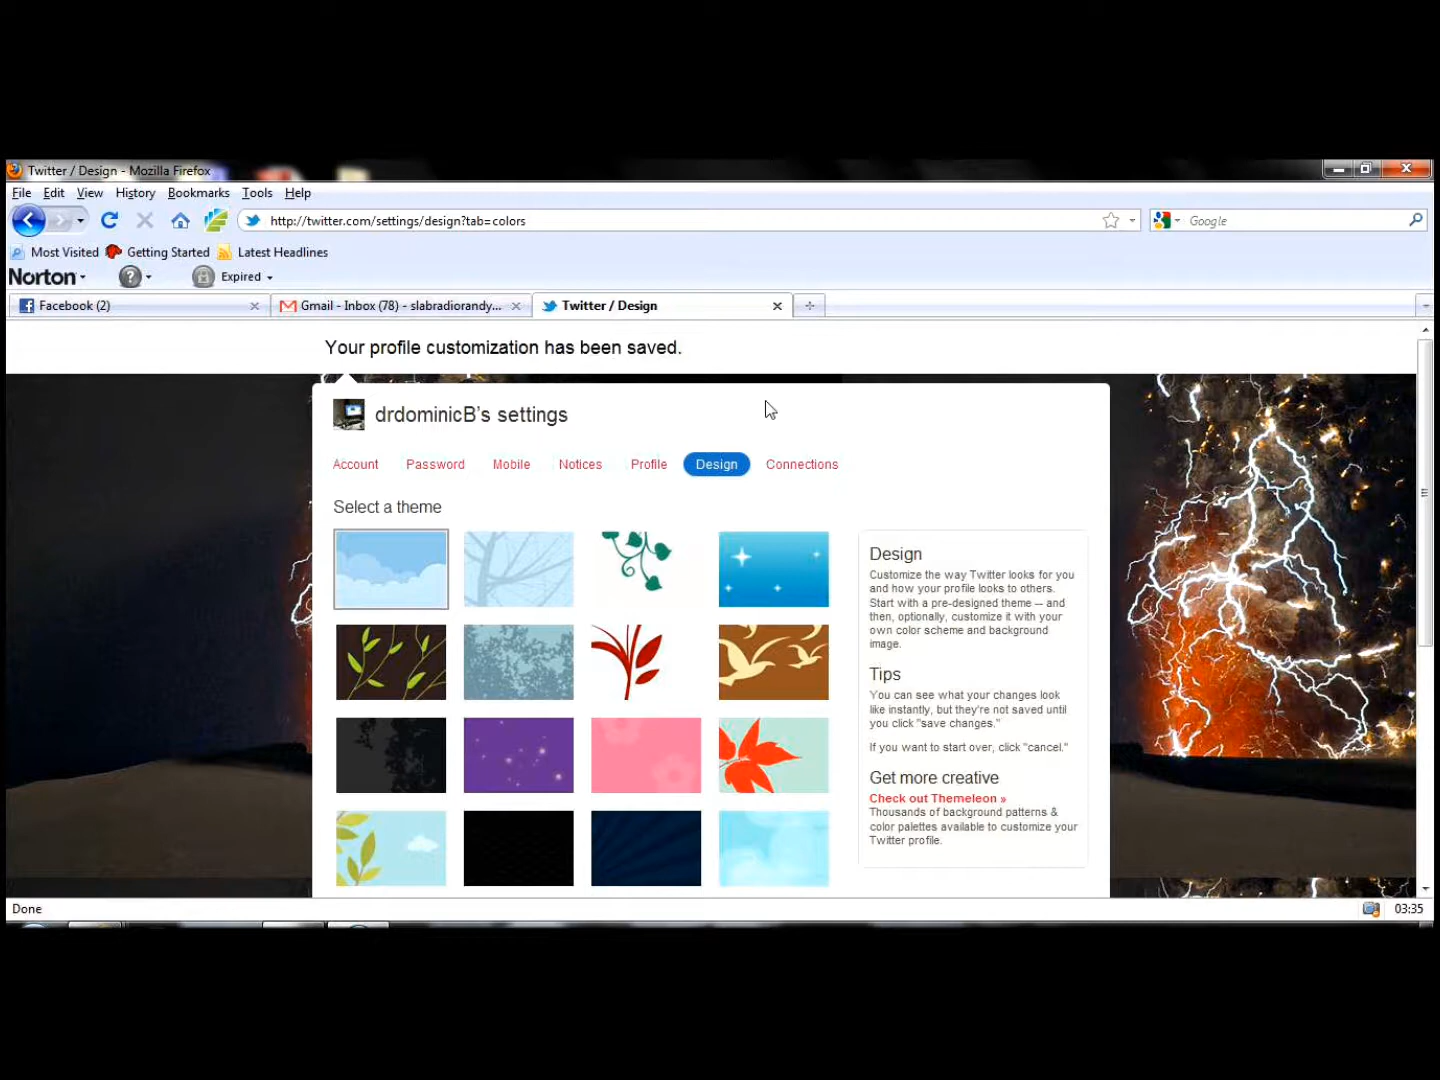 Twitter / Design - Mozilla Firefox
File Edit View History Bookmarks Tools Help
http://twitter.com/settings/design?tab=colors
Google
Most Visited Getting Started Latest Headlines
Norton Expired
Facebook (2)
Gmail - Inbox (78) - slabradiorandy...
Twitter / Design
Your profile customization has been saved.
drdominicB's settings
Account Password Mobile Notices Profile Design Connections
Select a theme
Design
Customize the way Twitter looks for you
and how your profile looks to others.
Start with a pre-designed theme -- and
then, optionally, customize it with your
own color scheme and background
image.
Tips
You can see what your changes look
like instantly, but they're not saved until
you click "save changes."
If you want to start over, click "cancel."
Get more creative
Check out Themeleon »
Thousands of background patterns &
color palettes available to customize your
Twitter profile.
Done
03:35